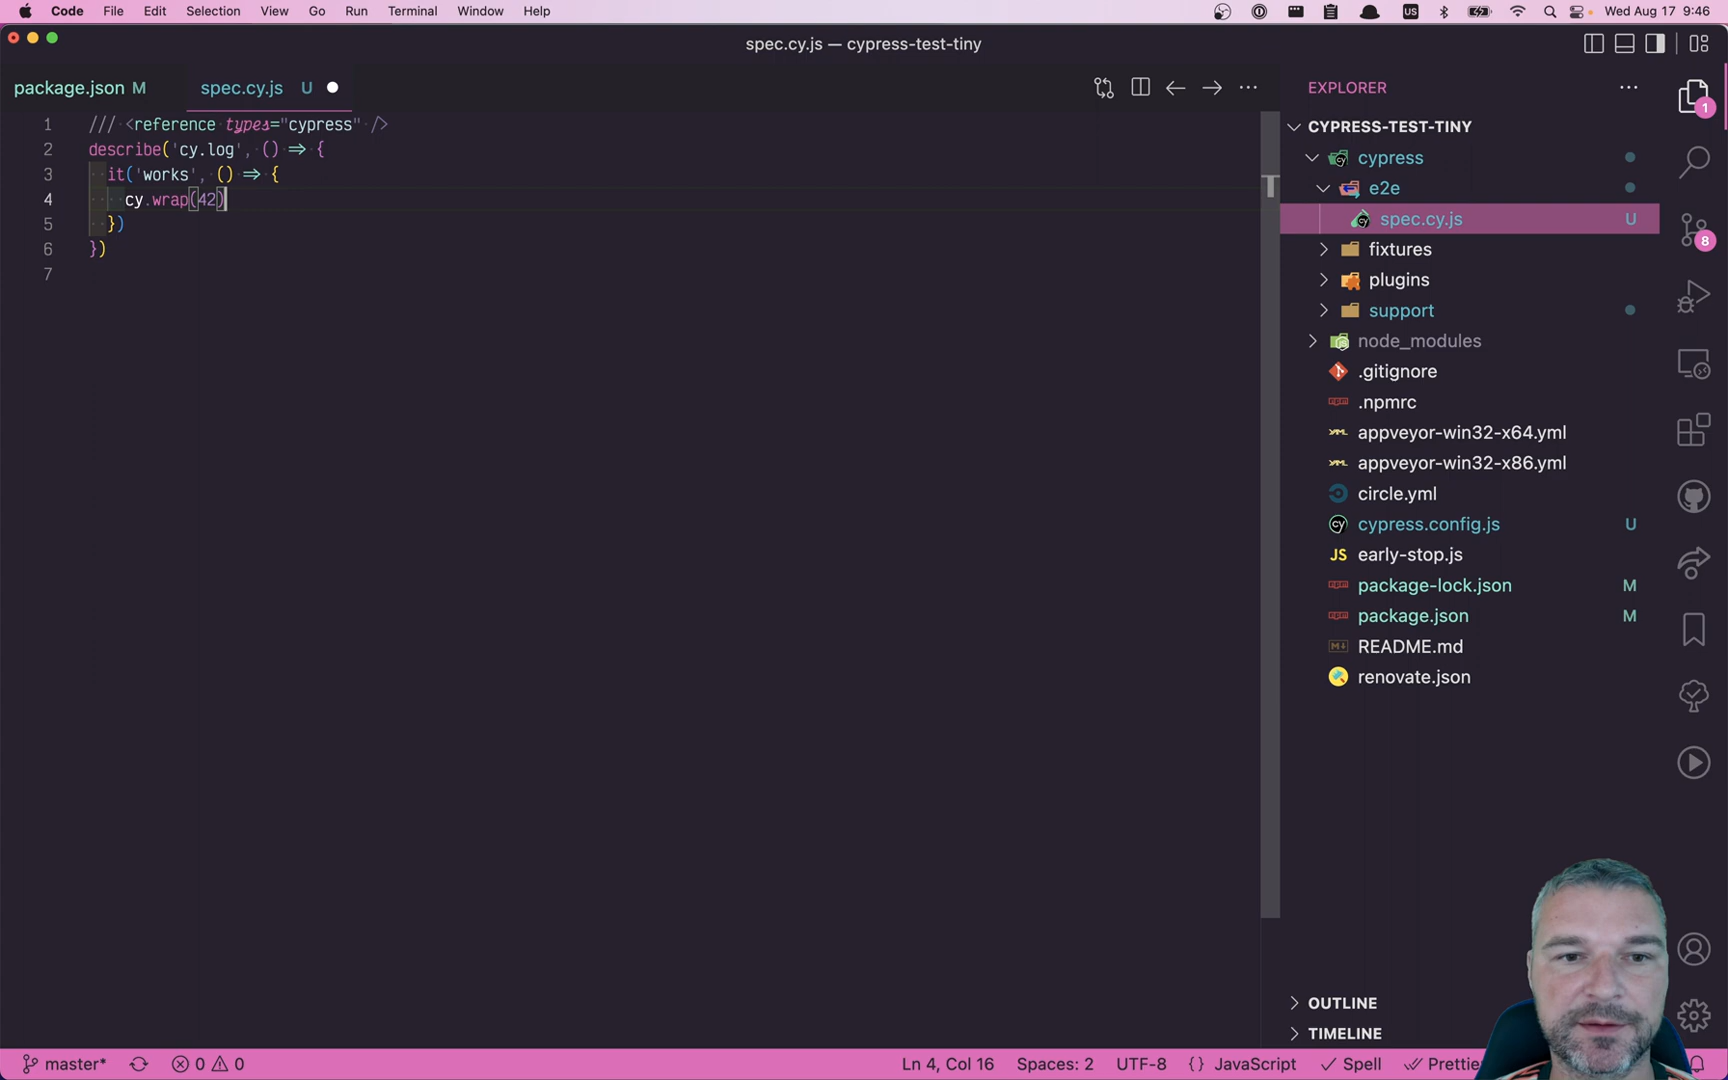 Code File Edit Selection View Go Run Terminal Window Help US Wed Aug 17 9:46
spec.cy.js — cypress-test-tiny
package.json M spec.cy.js U
1 /// <reference types="cypress" />
2 describe('cy.log', () => {
3 it('works', () => {
4 cy.wrap(42)
5 })
6 })
7
EXPLORER
CYPRESS-TEST-TINY
cypress
e2e
spec.cy.js U
fixtures
plugins
support
node_modules
.gitignore
.npmrc
appveyor-win32-x64.yml
appveyor-win32-x86.yml
circle.yml
cypress.config.js U
JS early-stop.js
package-lock.json M
package.json M
README.md
renovate.json
OUTLINE
TIMELINE
1
8
master* 0 0 Ln 4, Col 16 Spaces: 2 UTF-8 {} JavaScript Spell